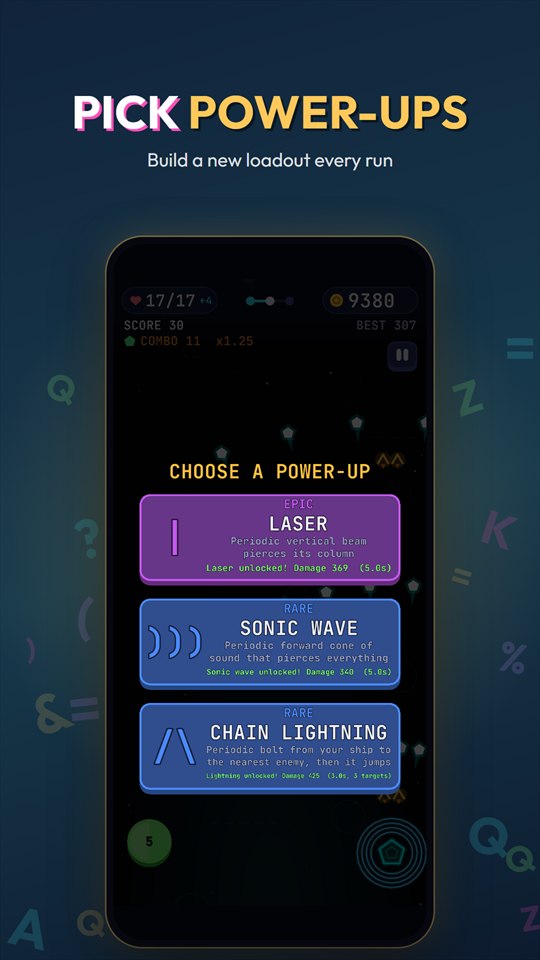 PICK POWER-UPS
Build a new loadout every run
17/17 +4
9380
SCORE 30
BEST 307
COMBO 11 x1.25
CHOOSE A POWER-UP
EPIC
LASER
Periodic vertical beam
pierces its column
Laser unlocked! Damage 369 (5.0s)
RARE
SONIC WAVE
Periodic forward cone of
sound that pierces everything
Sonic wave unlocked! Damage 340 (5.0s)
RARE
CHAIN LIGHTNING
Periodic bolt from your ship to
the nearest enemy, then it jumps
Lightning unlocked! Damage 425 (3.0s, 3 targets)
5
Q
Z
=
?
K
=
(
)
%
&=
Q
Q
A
Q
Z